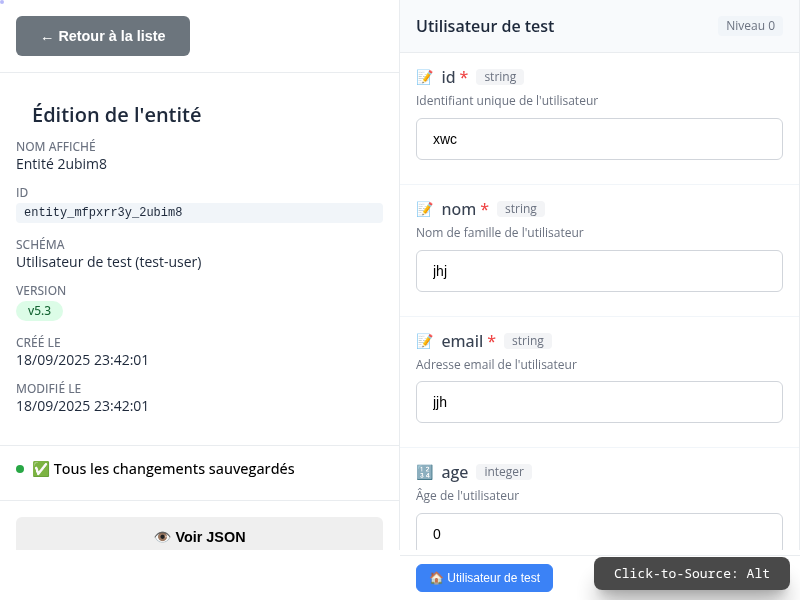 ← Retour à la liste
Édition de l'entité
NOM AFFICHÉ
Entité 2ubim8
ID
entity_mfpxrr3y_2ubim8
SCHÉMA
Utilisateur de test (test-user)
VERSION
v5.3
CRÉÉ LE
18/09/2025 23:42:01
MODIFIÉ LE
18/09/2025 23:42:01
✅ Tous les changements sauvegardés
👁️ Voir JSON
Utilisateur de test Niveau 0
📝 id * string
Identifiant unique de l'utilisateur
xwc
📝 nom * string
Nom de famille de l'utilisateur
jhj
📝 email * string
Adresse email de l'utilisateur
jjh
🔢 age integer
Âge de l'utilisateur
0
🏠 Utilisateur de test
Click-to-Source: Alt